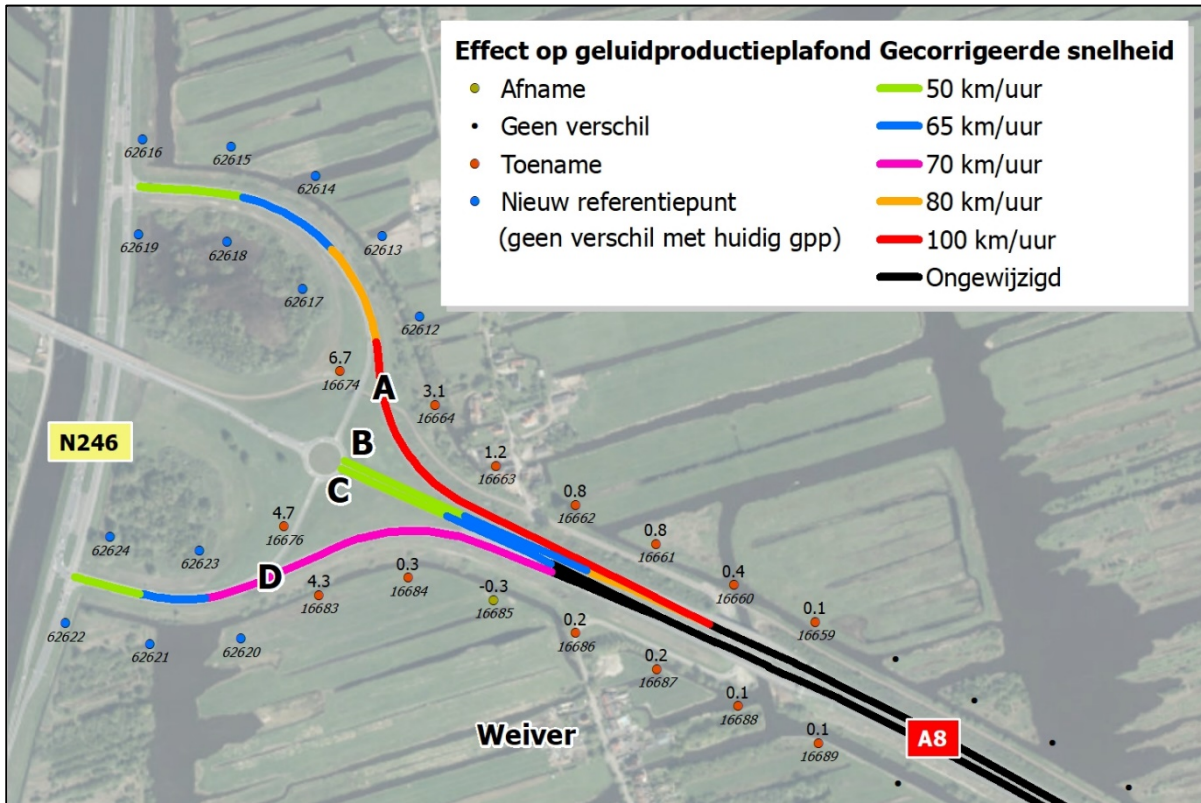 Effect op geluidproductieplafond
Afname
Geen verschil
Toename
Nieuw referentiepunt
(geen verschil met huidig gpp)
Gecorrigeerde snelheid
50 km/uur
65 km/uur
70 km/uur
80 km/uur
100 km/uur
Ongewijzigd
62616
62615
62614
62613
62619
62618
62617
62612
6.7
16674
A
3.1
16664
N246
B
C
1.2
16663
0.8
16662
0.8
16661
0.4
16660
0.1
16659
4.7
16676
62624
62623
D
4.3
16683
0.3
16684
-0.3
16685
0.2
16686
0.2
16687
0.1
16688
0.1
16689
62622
62621
62620
Weiver
A8